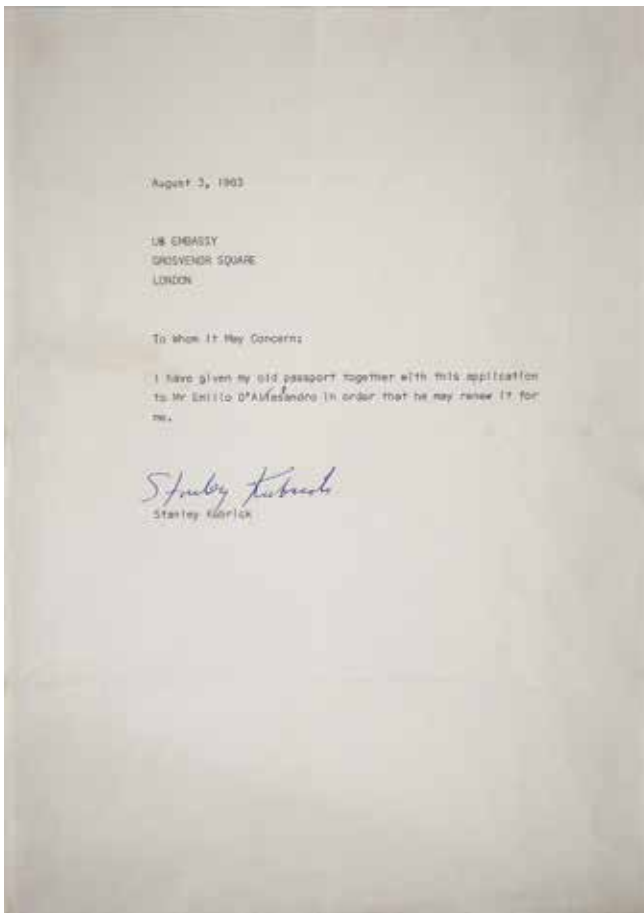 August 3, 1983
US EMBASSY
GROSVENOR SQUARE
LONDON
To Whom It May Concern:
I have given my old passport together with this application
to Mr Emilio D'Alessandro in order that he may renew it for
me.
Stanley Kubrick
Stanley Kubrick